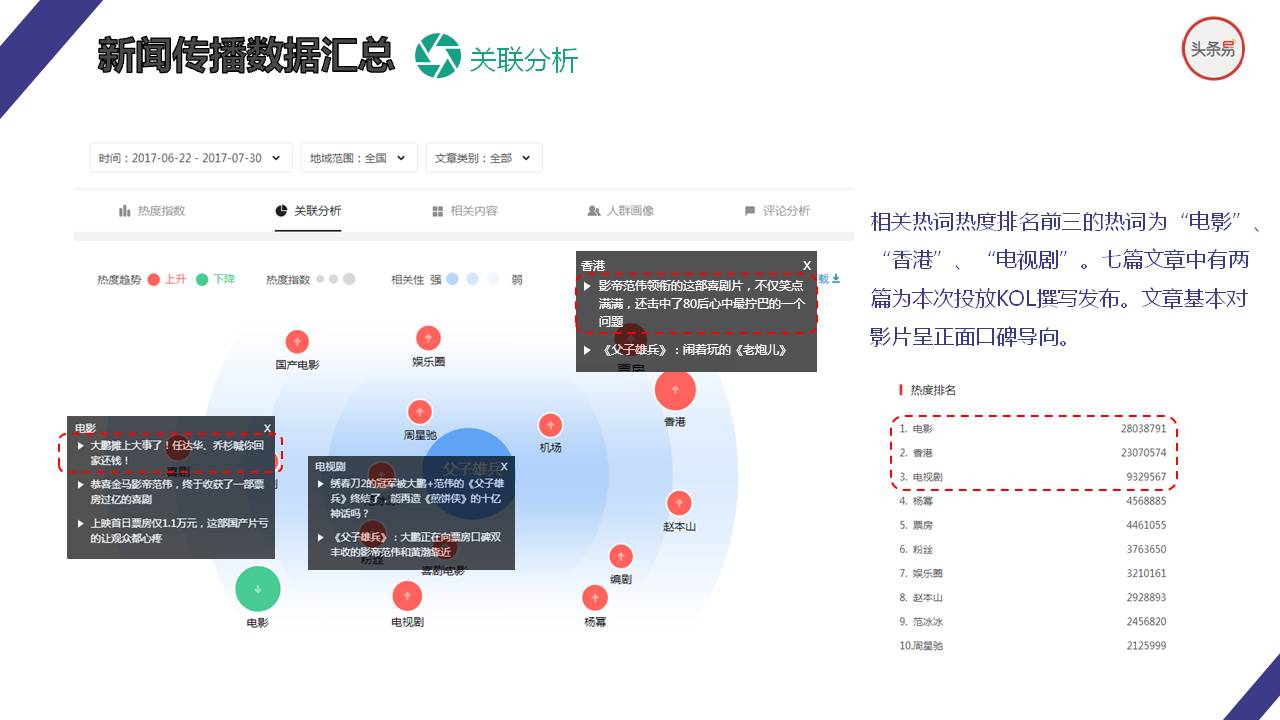 新闻传播数据汇总
关联分析
头条易
时间：2017-06-22 - 2017-07-30
地域范围：全国
文章类别：全部
热度指数
关联分析
相关内容
人群画像
评论分析
热度趋势 上升 下降
热度指数
相关性 强 弱
载
香港 X
影帝范伟领衔的这部喜剧片，不仅笑点
满满，还击中了80后心中最拧巴的一个
问题
《父子雄兵》：闹着玩的《老炮儿》
票房
国产电影
娱乐圈
香港
周星驰
机场
电影 X
大鹏摊上大事了！任达华、乔杉喊你回
家还钱！
恭喜金马影帝范伟，终于收获了一部票
房过亿的喜剧
上映首日票房仅1.1万元，这部国产片亏
的让观众都心疼
喜剧
父子雄兵
电视剧 X
绣春刀2的冠军被大鹏+范伟的《父子雄
兵》终结了，能再造《煎饼侠》的十亿
神话吗？
《父子雄兵》：大鹏正在向票房口碑双
丰收的影帝范伟和黄渤靠近
粉丝
喜剧电影
赵本山
编剧
电影
电视剧
杨幂
相关热词热度排名前三的热词为“电影”、
“香港”、“电视剧”。七篇文章中有两
篇为本次投放KOL撰写发布。文章基本对
影片呈正面口碑导向。
热度排名
1. 电影 28038791
2. 香港 23070574
3. 电视剧 9329567
4. 杨幂 4568885
5. 票房 4461055
6. 粉丝 3763650
7. 娱乐圈 3210161
8. 赵本山 2928893
9. 范冰冰 2456820
10.周星驰 2125999